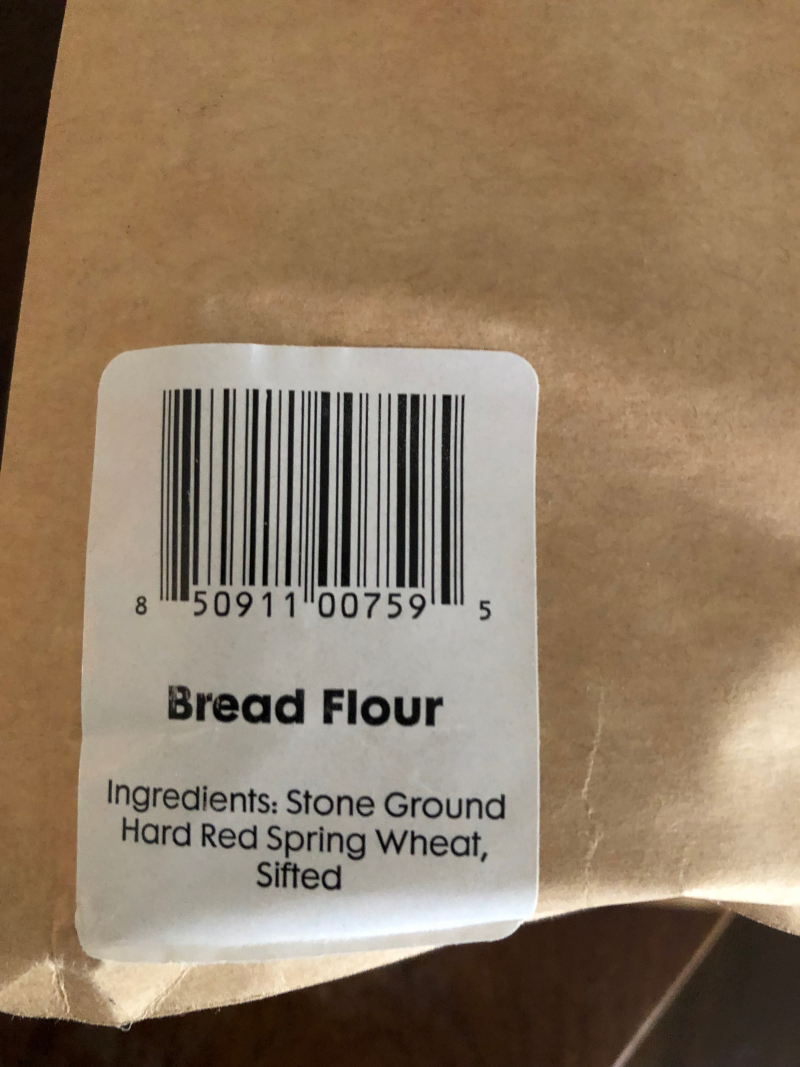 8 50911 00759 5
Bread Flour
Ingredients: Stone Ground
Hard Red Spring Wheat,
Sifted